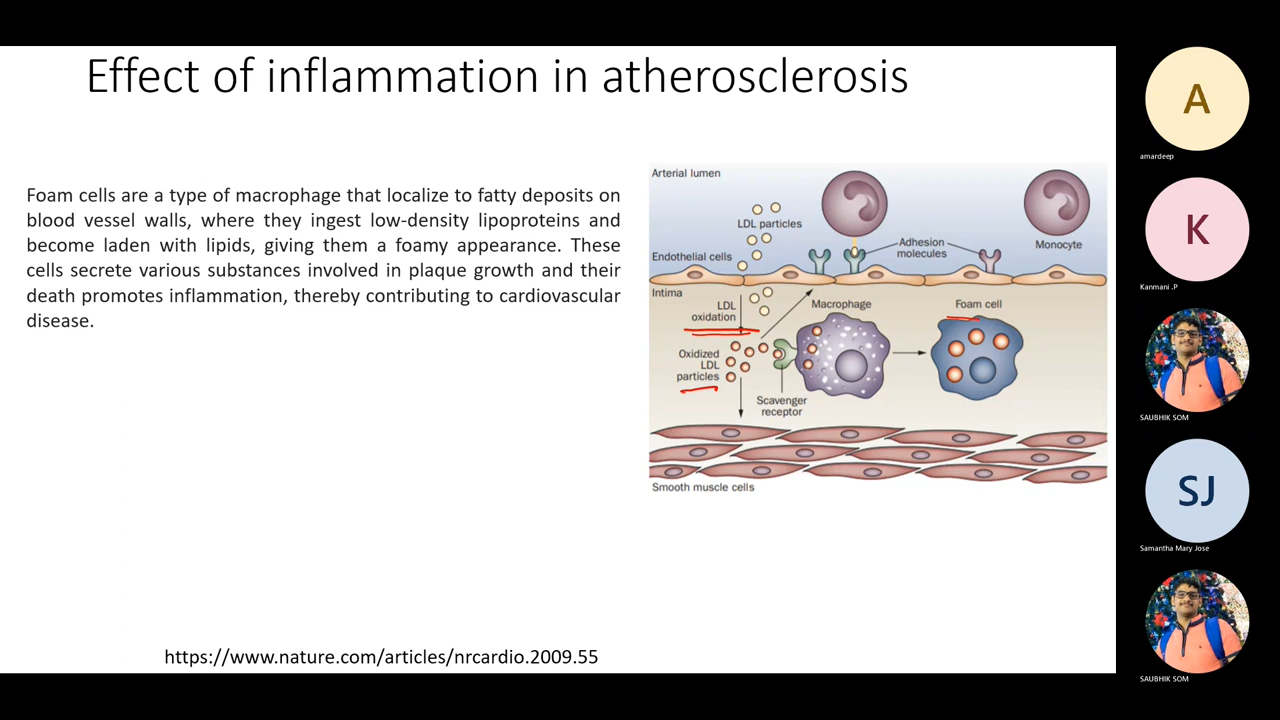 Effect of inflammation in atherosclerosis
Foam cells are a type of macrophage that localize to fatty deposits on
blood vessel walls, where they ingest low-density lipoproteins and
become laden with lipids, giving them a foamy appearance. These
cells secrete various substances involved in plaque growth and their
death promotes inflammation, thereby contributing to cardiovascular
disease.
Arterial lumen
LDL particles
Endothelial cells
Adhesion
molecules
Monocyte
Intima
LDL
oxidation
Macrophage
Foam cell
Oxidized
LDL
particles
Scavenger
receptor
Smooth muscle cells
https://www.nature.com/articles/nrcardio.2009.55
A
amardeep
K
Kanmani .P
SAUBHIK SOM
SJ
Samantha Mary Jose
SAUBHIK SOM